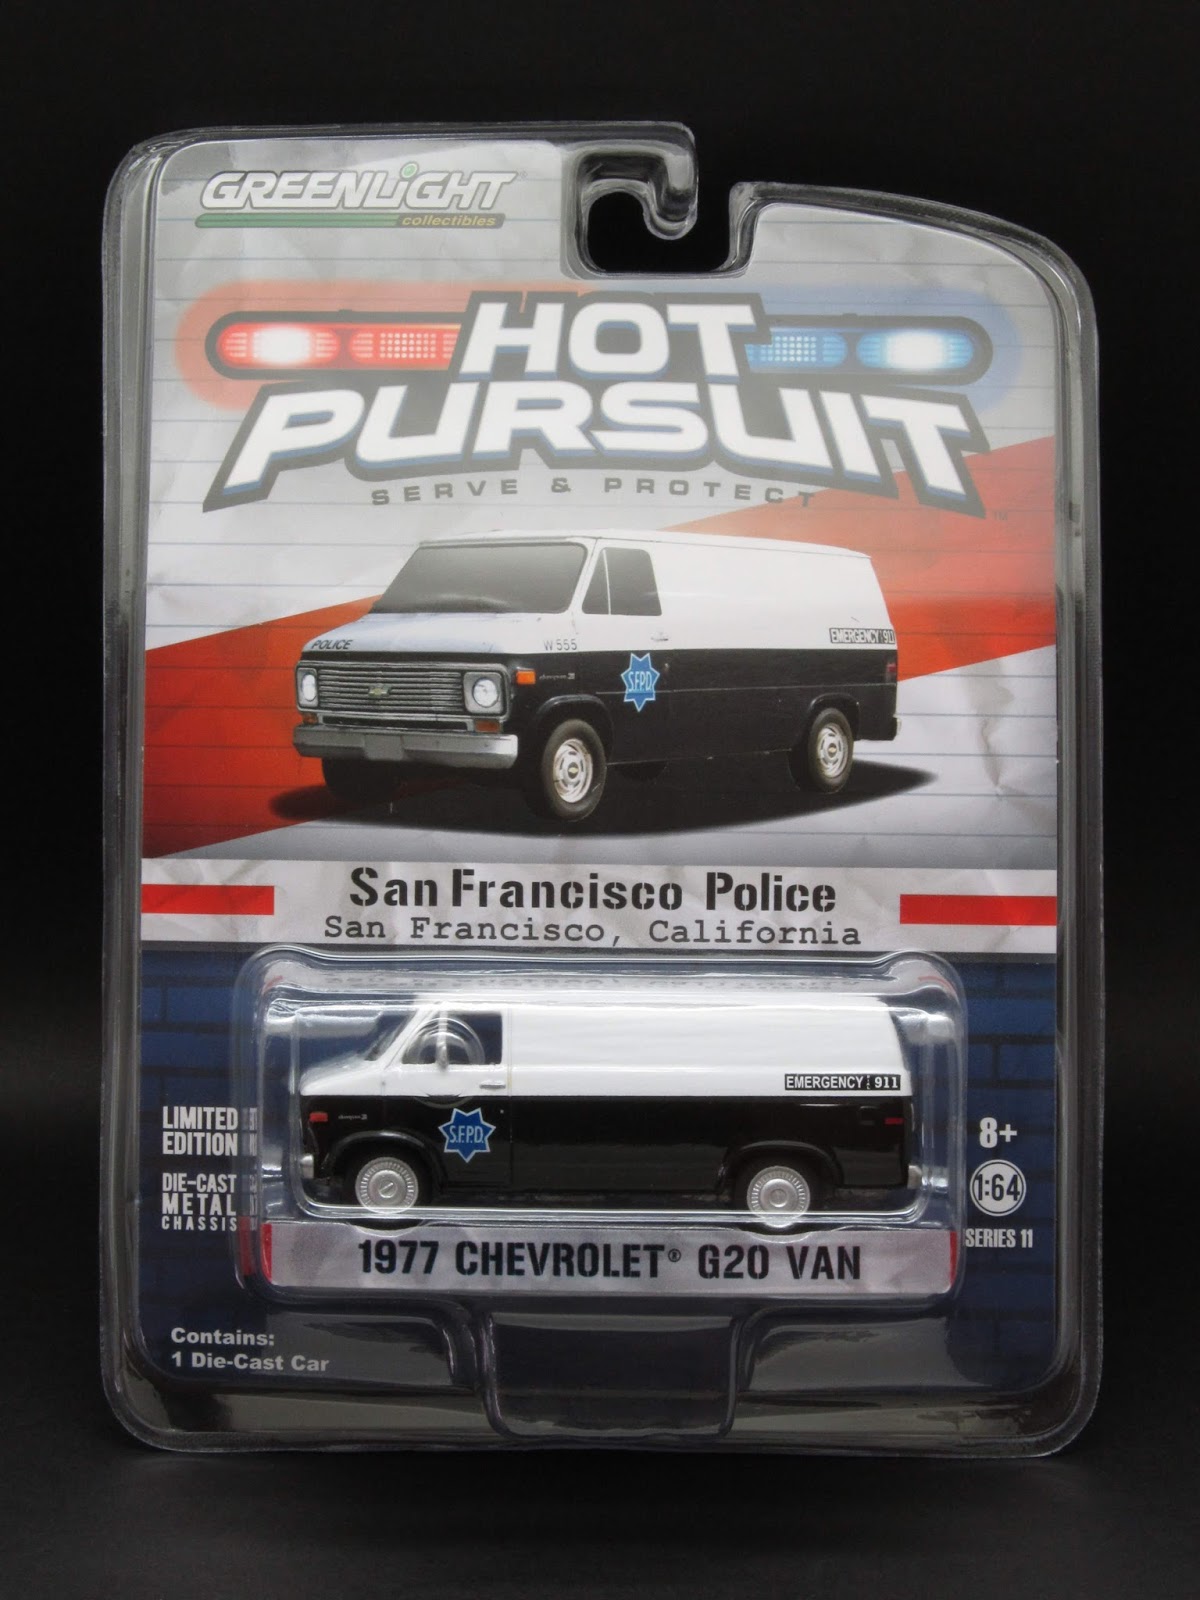 GREENLiGHT®
collectibles
HOT
PURSUIT
SERVE & PROTECT
™
POLICE
W 555
EMERGENCY 911
S.F.P.D.
San Francisco Police
San Francisco, California
EMERGENCY 911
S.F.P.D.
LIMITED
EDITION
DIE-CAST
METAL
CHASSIS
8+
1:64
SERIES 11
1977 CHEVROLET® G20 VAN
Contains:
1 Die-Cast Car